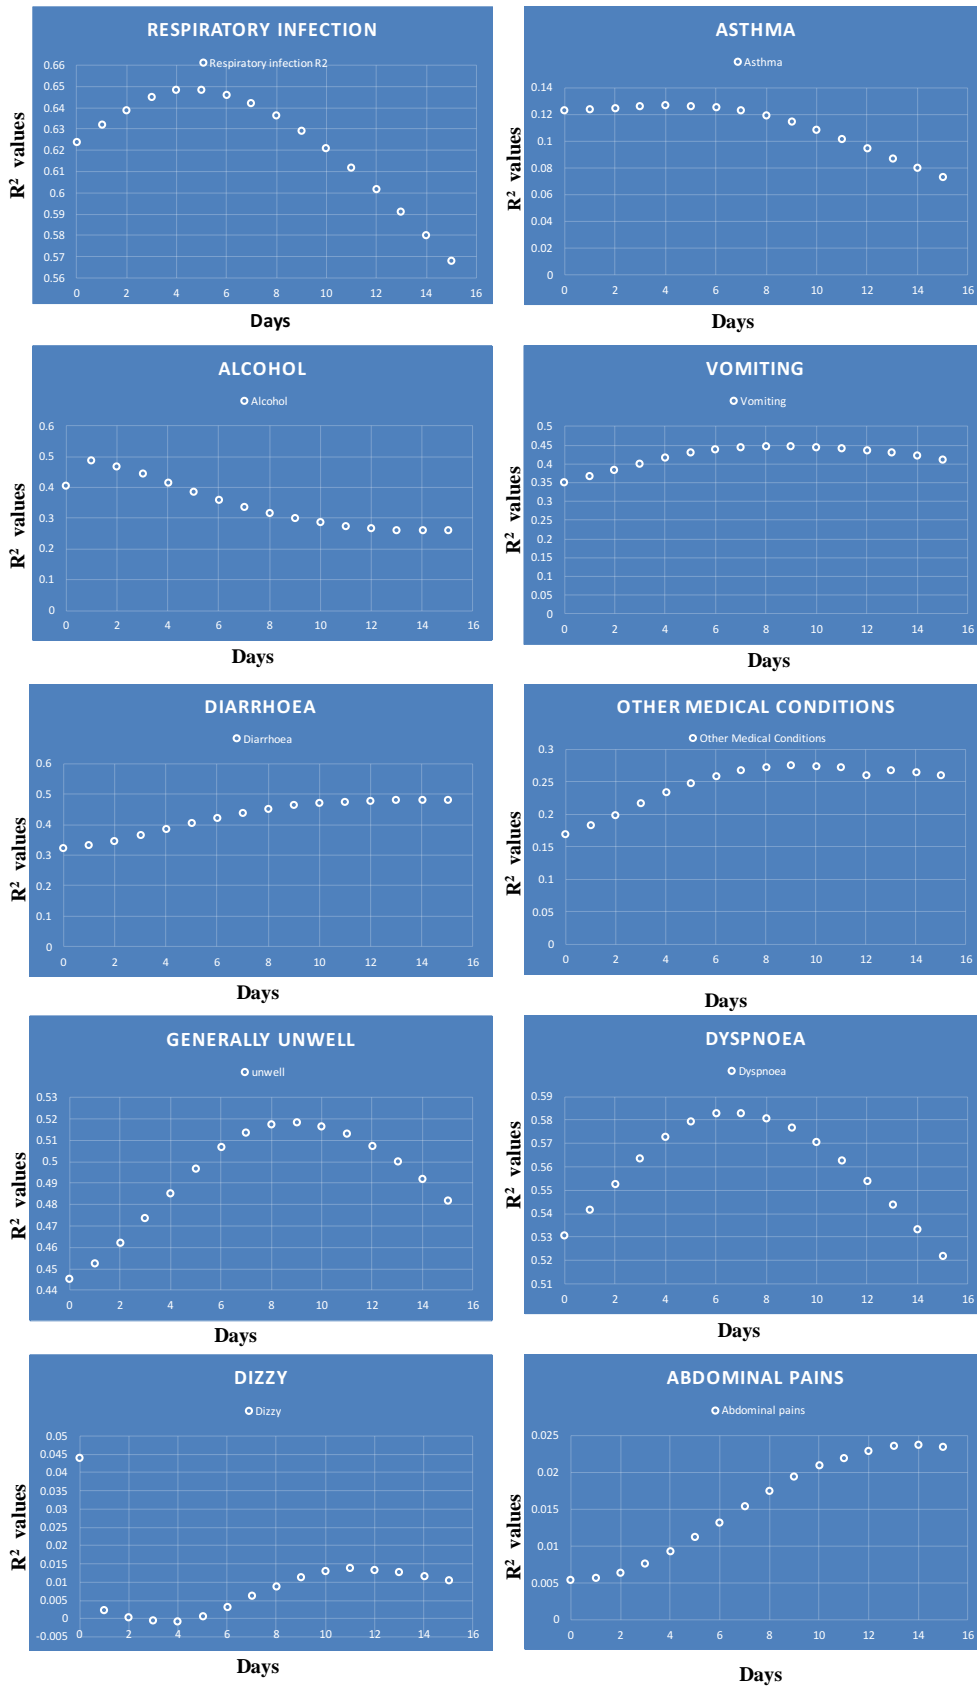 RESPIRATORY INFECTION
Respiratory infection R2
0.66
0.65
0.64
0.63
0.62
0.61
0.6
0.59
0.58
0.57
0.56
0 2 4 6 8 10 12 14 16
R² values
Days
ASTHMA
Asthma
0.14
0.12
0.1
0.08
0.06
0.04
0.02
0
0 2 4 6 8 10 12 14 16
R² values
Days
ALCOHOL
Alcohol
0.6
0.5
0.4
0.3
0.2
0.1
0
0 2 4 6 8 10 12 14 16
R² values
Days
VOMITING
Vomiting
0.5
0.45
0.4
0.35
0.3
0.25
0.2
0.15
0.1
0.05
0
0 2 4 6 8 10 12 14 16
R² values
Days
DIARRHOEA
Diarrhoea
0.6
0.5
0.4
0.3
0.2
0.1
0
0 2 4 6 8 10 12 14 16
R² values
Days
OTHER MEDICAL CONDITIONS
Other Medical Conditions
0.3
0.25
0.2
0.15
0.1
0.05
0
0 2 4 6 8 10 12 14 16
R² values
Days
GENERALLY UNWELL
unwell
0.53
0.52
0.51
0.5
0.49
0.48
0.47
0.46
0.45
0.44
0 2 4 6 8 10 12 14 16
R² values
Days
DYSPNOEA
Dyspnoea
0.59
0.58
0.57
0.56
0.55
0.54
0.53
0.52
0.51
0 2 4 6 8 10 12 14 16
R² values
Days
DIZZY
Dizzy
0.05
0.045
0.04
0.035
0.03
0.025
0.02
0.015
0.01
0.005
0
-0.005
0 2 4 6 8 10 12 14 16
R² values
Days
ABDOMINAL PAINS
Abdominal pains
0.025
0.02
0.015
0.01
0.005
0
0 2 4 6 8 10 12 14 16
R² values
Days